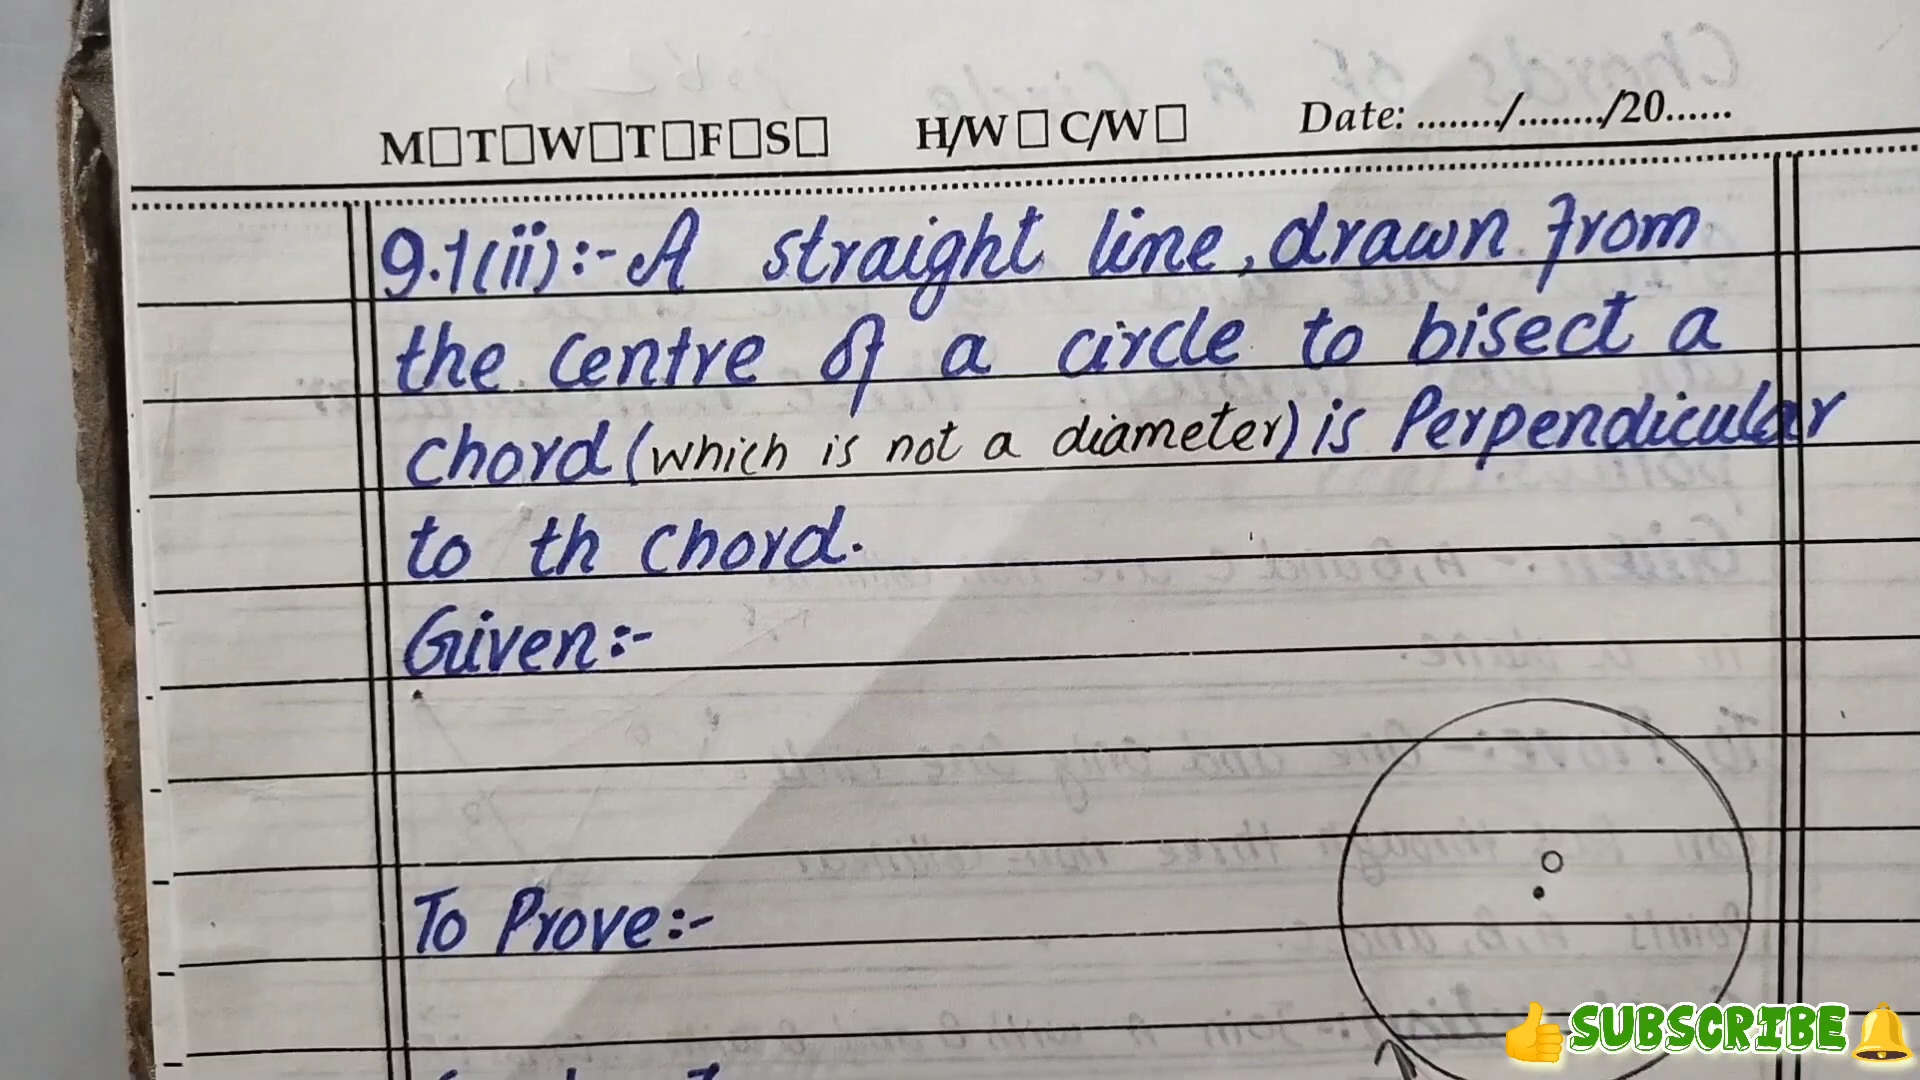 M□T□W□T□F□S□ H/W□ C/W□ Date: ......../......../20......
9.1(ii):- A straight line, drawn from
the centre of a circle to bisect a
chord (which is not a diameter) is Perpendicular
to th chord.
Given:-
To Prove:-
O
SUBSCRIBE